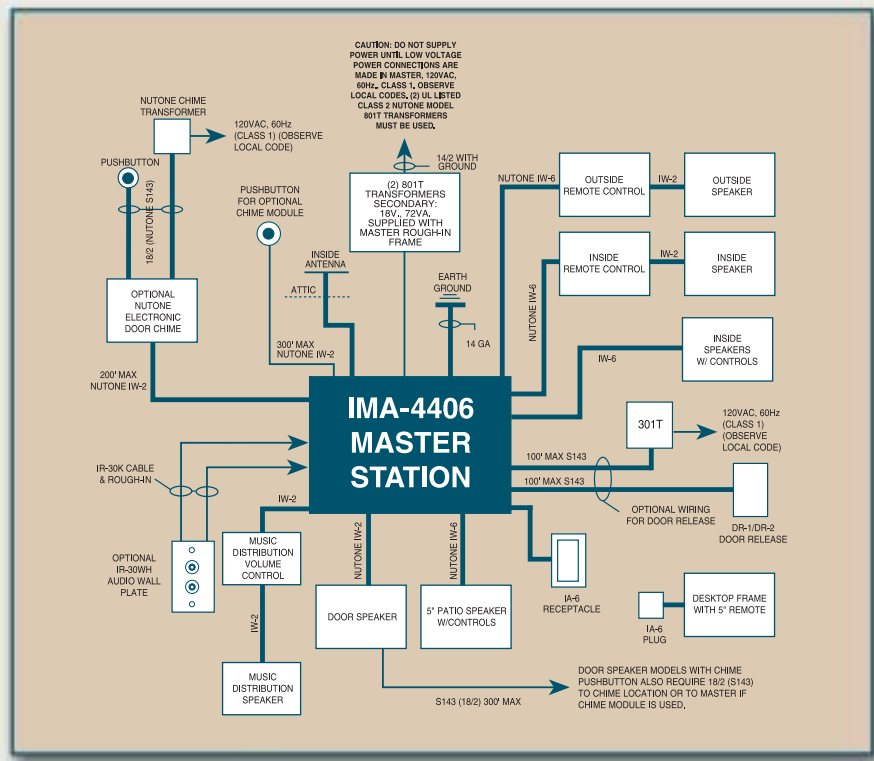 CAUTION: DO NOT SUPPLY
POWER UNTIL LOW VOLTAGE
POWER CONNECTIONS ARE
MADE IN MASTER, 120VAC,
60Hz., CLASS 1, OBSERVE
LOCAL CODES. (2) UL LISTED
CLASS 2 NUTONE MODEL
801T TRANSFORMERS
MUST BE USED.
NUTONE CHIME
TRANSFORMER
120VAC, 60Hz
(CLASS 1) (OBSERVE
LOCAL CODE)
PUSHBUTTON
18/2 (NUTONE S143)
OPTIONAL
NUTONE
ELECTRONIC
DOOR CHIME
200' MAX
NUTONE IW-2
PUSHBUTTON
FOR OPTIONAL
CHIME MODULE
300' MAX
NUTONE IW-2
INSIDE
ANTENNA
ATTIC
14/2 WITH
GROUND
(2) 801T
TRANSFORMERS
SECONDARY:
18V., 72VA.
SUPPLIED WITH
MASTER ROUGH-IN
FRAME
EARTH
GROUND
14 GA
NUTONE IW-6
OUTSIDE
REMOTE CONTROL
IW-2
OUTSIDE
SPEAKER
NUTONE IW-6
INSIDE
REMOTE CONTROL
IW-2
INSIDE
SPEAKER
IW-6
INSIDE
SPEAKERS
W/ CONTROLS
IMA-4406
MASTER
STATION
301T
120VAC, 60Hz
(CLASS 1)
(OBSERVE
LOCAL CODE)
100' MAX S143
100' MAX S143
OPTIONAL WIRING
FOR DOOR RELEASE
DR-1/DR-2
DOOR RELEASE
IR-30K CABLE
& ROUGH-IN
OPTIONAL
IR-30WH
AUDIO WALL
PLATE
IW-2
MUSIC
DISTRIBUTION
VOLUME
CONTROL
IW-2
MUSIC
DISTRIBUTION
SPEAKER
NUTONE IW-2
DOOR SPEAKER
NUTONE IW-6
5" PATIO SPEAKER
W/CONTROLS
IA-6
RECEPTACLE
IA-6
PLUG
DESKTOP FRAME
WITH 5" REMOTE
S143 (18/2) 300' MAX
DOOR SPEAKER MODELS WITH CHIME
PUSHBUTTON ALSO REQUIRE 18/2 (S143)
TO CHIME LOCATION OR TO MASTER IF
CHIME MODULE IS USED.